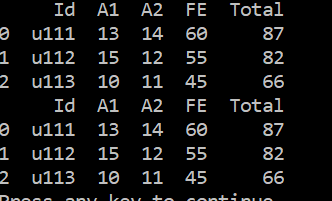 Id A1 A2 FE Total
0 u111 13 14 60 87
1 u112 15 12 55 82
2 u113 10 11 45 66
Id A1 A2 FE Total
0 u111 13 14 60 87
1 u112 15 12 55 82
2 u113 10 11 45 66
Press any key to continue